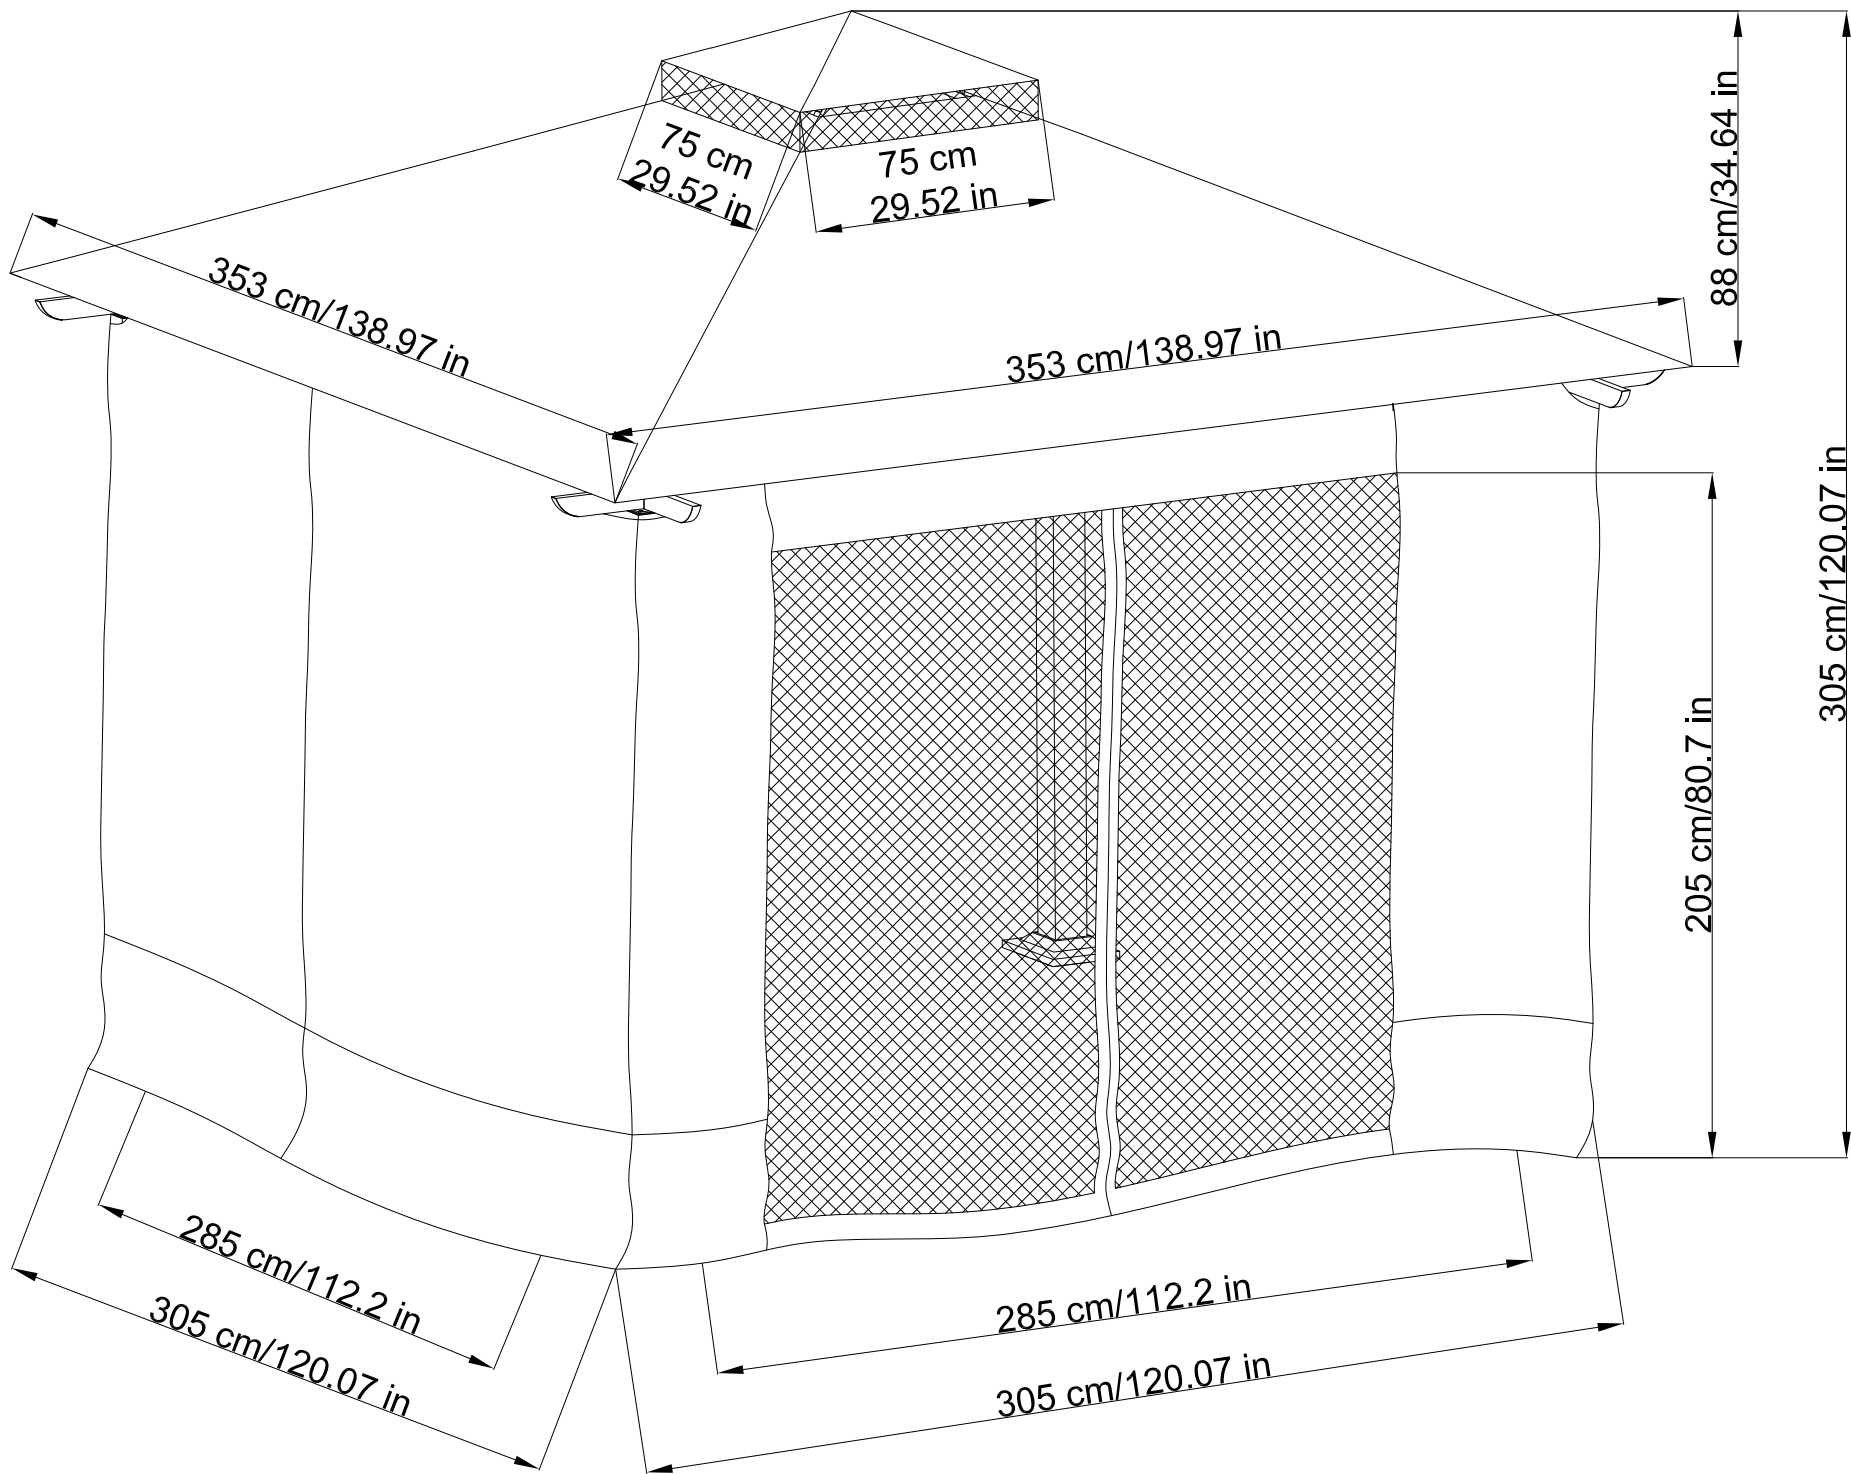 75 cm
29.52 in
75 cm
29.52 in
88 cm/34.64 in
353 cm/138.97 in
353 cm/138.97 in
305 cm/120.07 in
205 cm/80.7 in
285 cm/112.2 in
305 cm/120.07 in
285 cm/112.2 in
305 cm/120.07 in